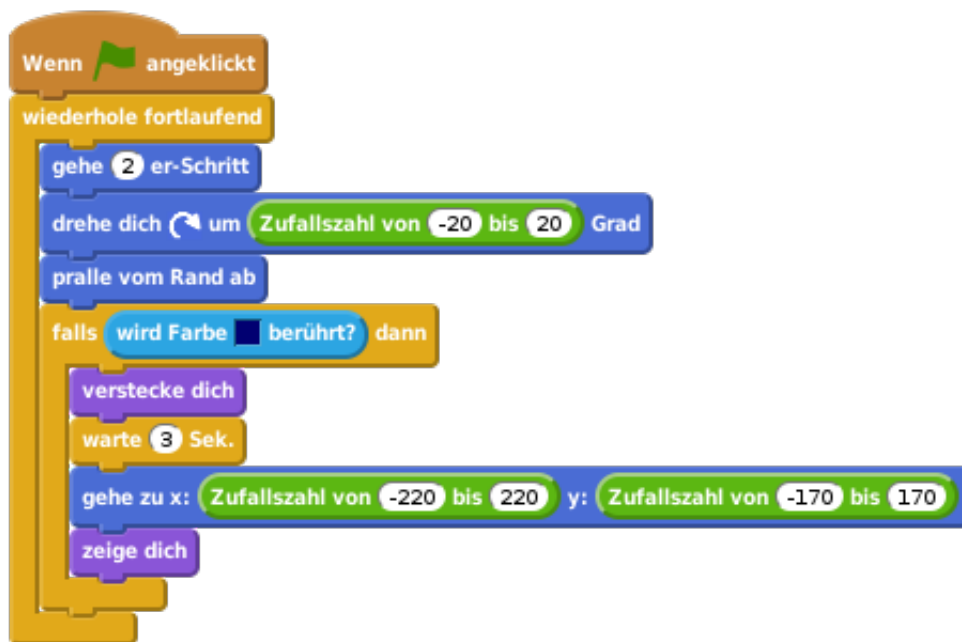 Wenn angeklickt
wiederhole fortlaufend
gehe 2 er-Schritt
drehe dich um Zufallszahl von -20 bis 20 Grad
pralle vom Rand ab
falls wird Farbe berührt? dann
verstecke dich
warte 3 Sek.
gehe zu x: Zufallszahl von -220 bis 220 y: Zufallszahl von -170 bis 170
zeige dich